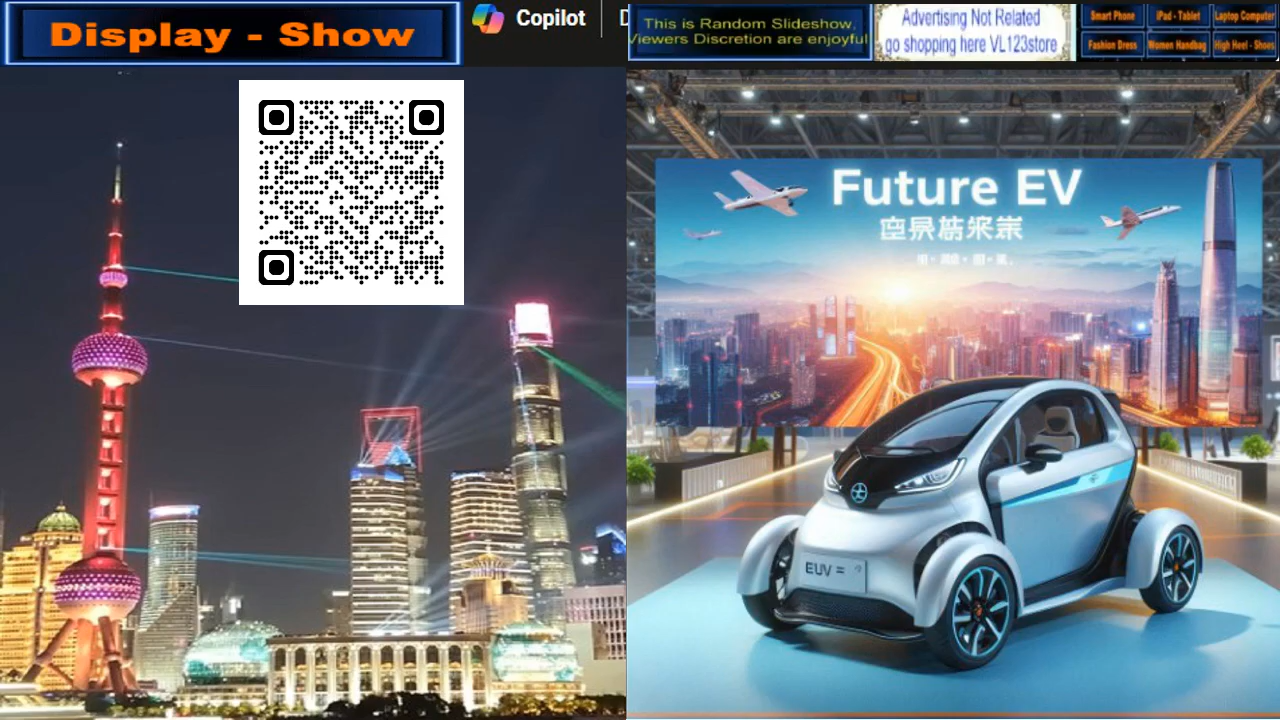 Display - Show
Copilot
This is Random Slideshow,
Viewers Discretion are enjoyful
Advertising Not Related
go shopping here VL123store
Smart Phone
iPad - Tablet
Laptop Computer
Fashion Dress
Women Handbag
High Heel - Shoes
Future EV
EUV =